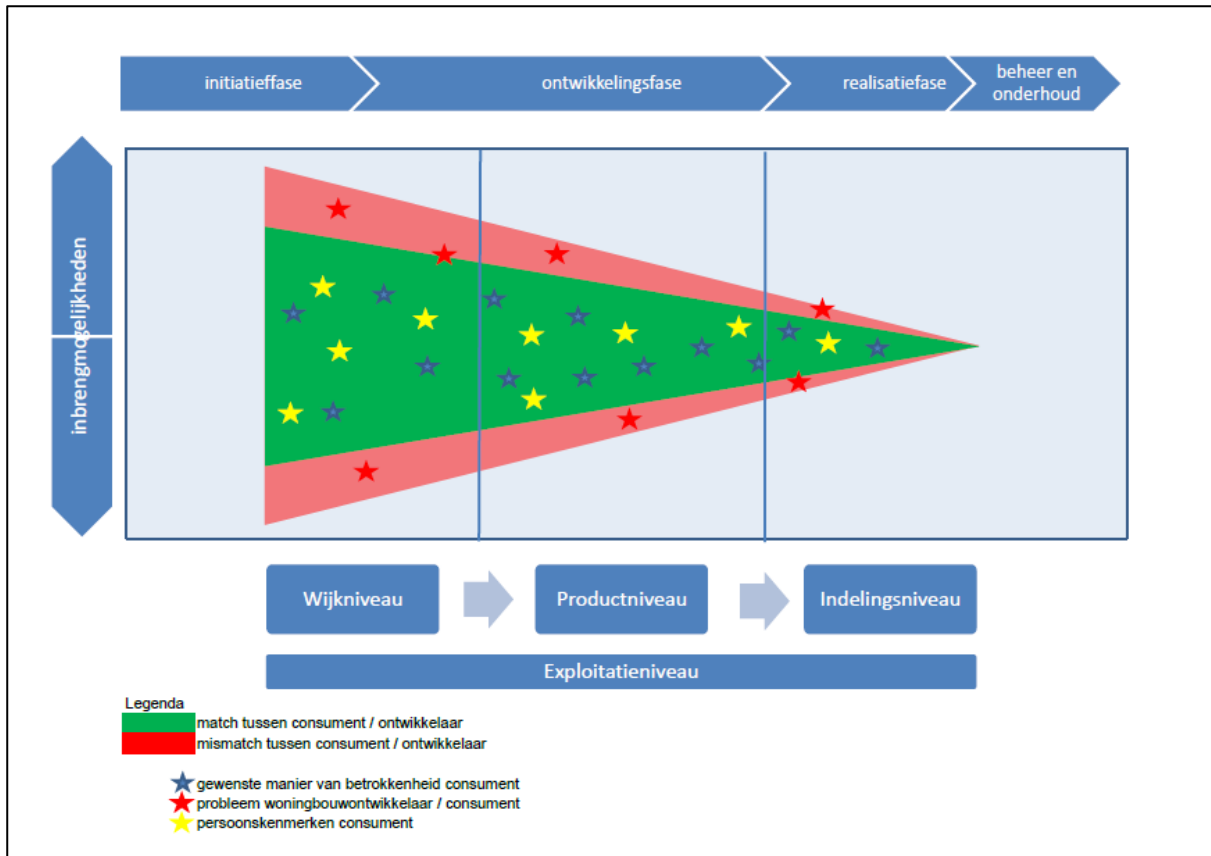 initiatieffase
ontwikkelingsfase
realisatiefase
beheer en
onderhoud
inbrengmogelijkheden
Wijkniveau
Productniveau
Indelingsniveau
Exploitatieniveau
Legenda
match tussen consument / ontwikkelaar
mismatch tussen consument / ontwikkelaar
gewenste manier van betrokkenheid consument
probleem woningbouwontwikkelaar / consument
persoonskenmerken consument